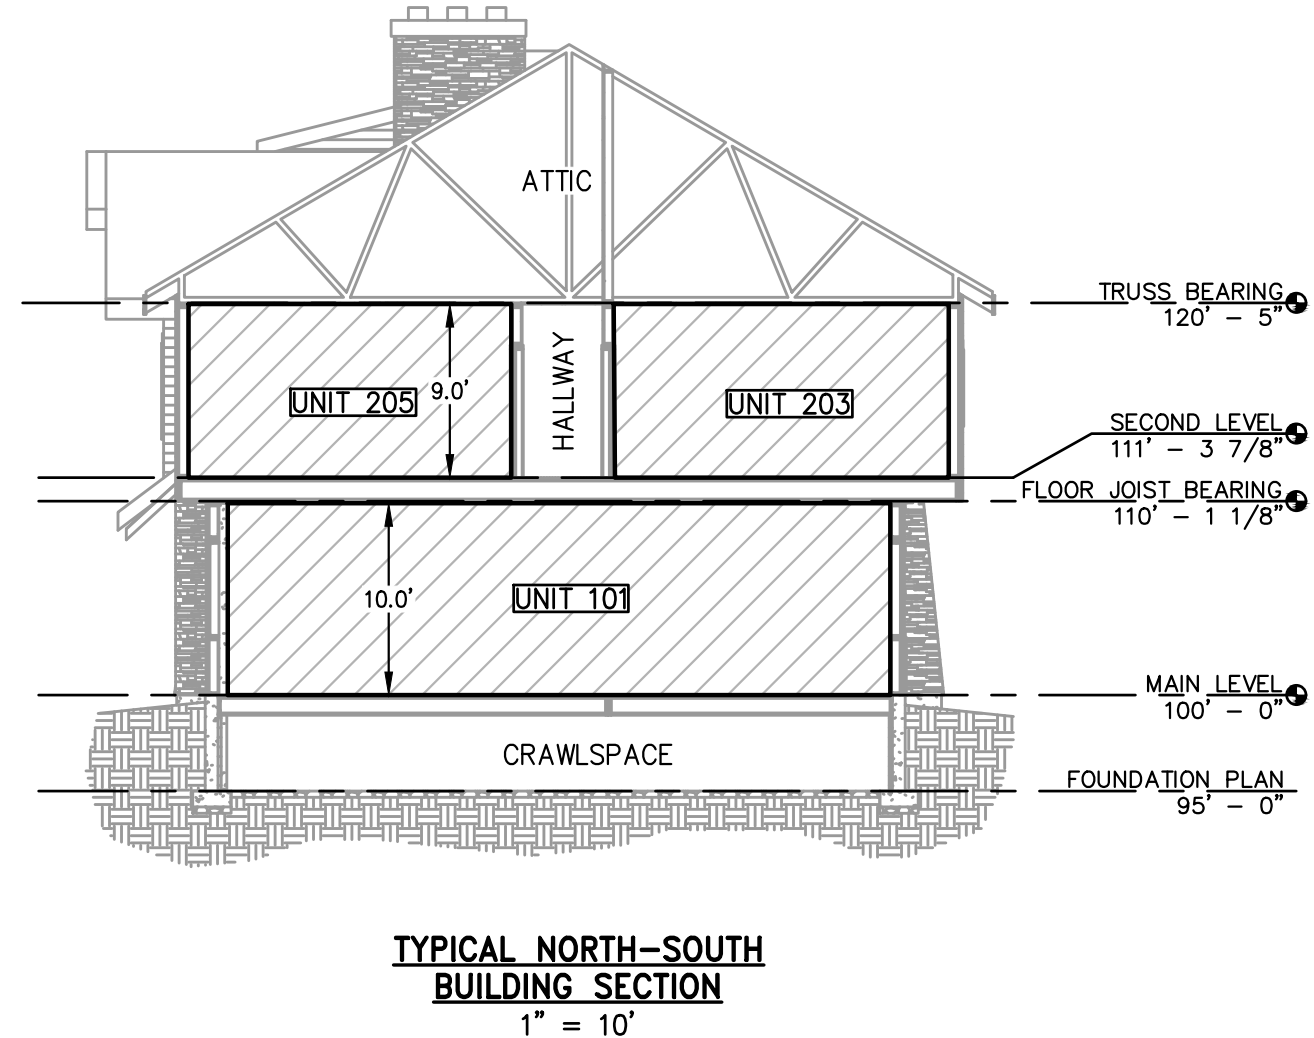 ATTIC
TRUSS BEARING
120' - 5"
UNIT 205
9.0'
HALLWAY
UNIT 203
SECOND LEVEL
111' - 3 7/8"
FLOOR JOIST BEARING
110' - 1 1/8"
10.0'
UNIT 101
MAIN LEVEL
100' - 0"
CRAWLSPACE
FOUNDATION PLAN
95' - 0"
TYPICAL NORTH-SOUTH
BUILDING SECTION
1" = 10'